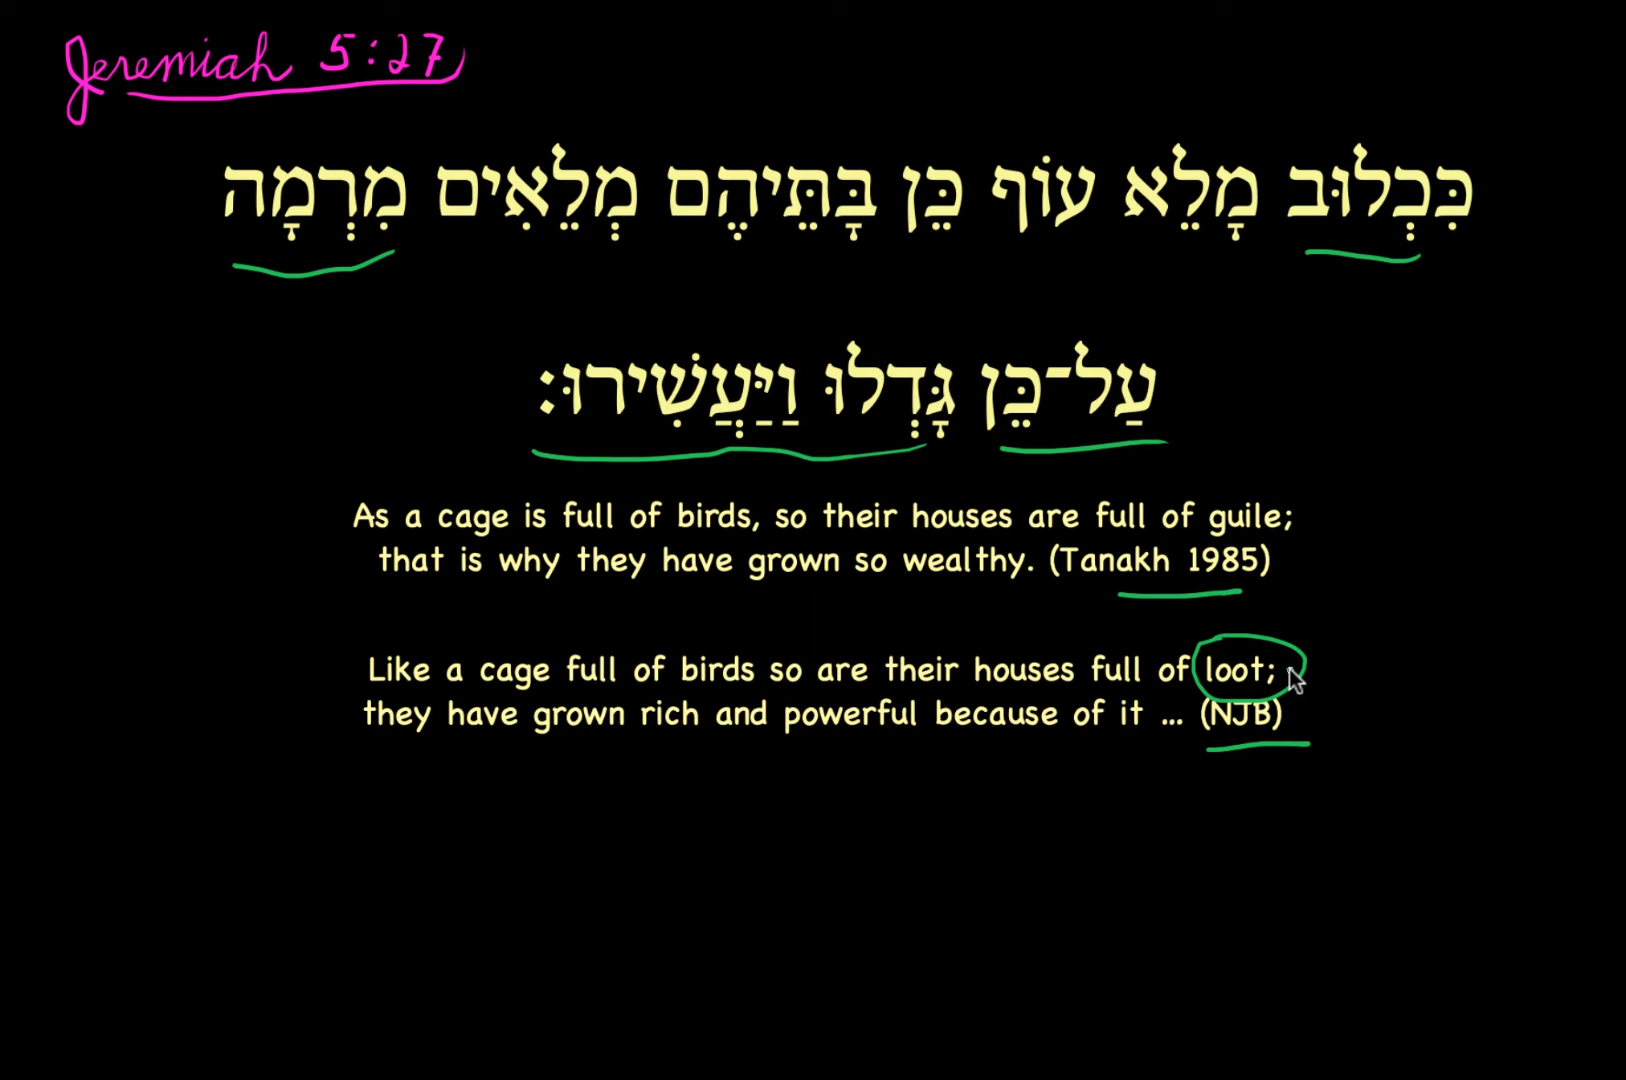 Jeremiah 5:27
כִּכְלוּב מָלֵא עוֹף כֵּן בָּתֵּיהֶם מְלֵאִים מִרְמָה
עַל־כֵּן גָּדְלוּ וַיַּעֲשִׁירוּ׃
As a cage is full of birds, so their houses are full of guile;
that is why they have grown so wealthy. (Tanakh 1985)
Like a cage full of birds so are their houses full of loot;
they have grown rich and powerful because of it ... (NJB)